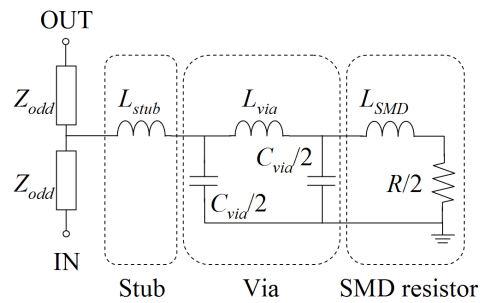 OUT
Z_odd
L_stub
L_via
L_SMD
C_via/2
Z_odd
C_via/2
R/2
IN
Stub
Via
SMD resistor